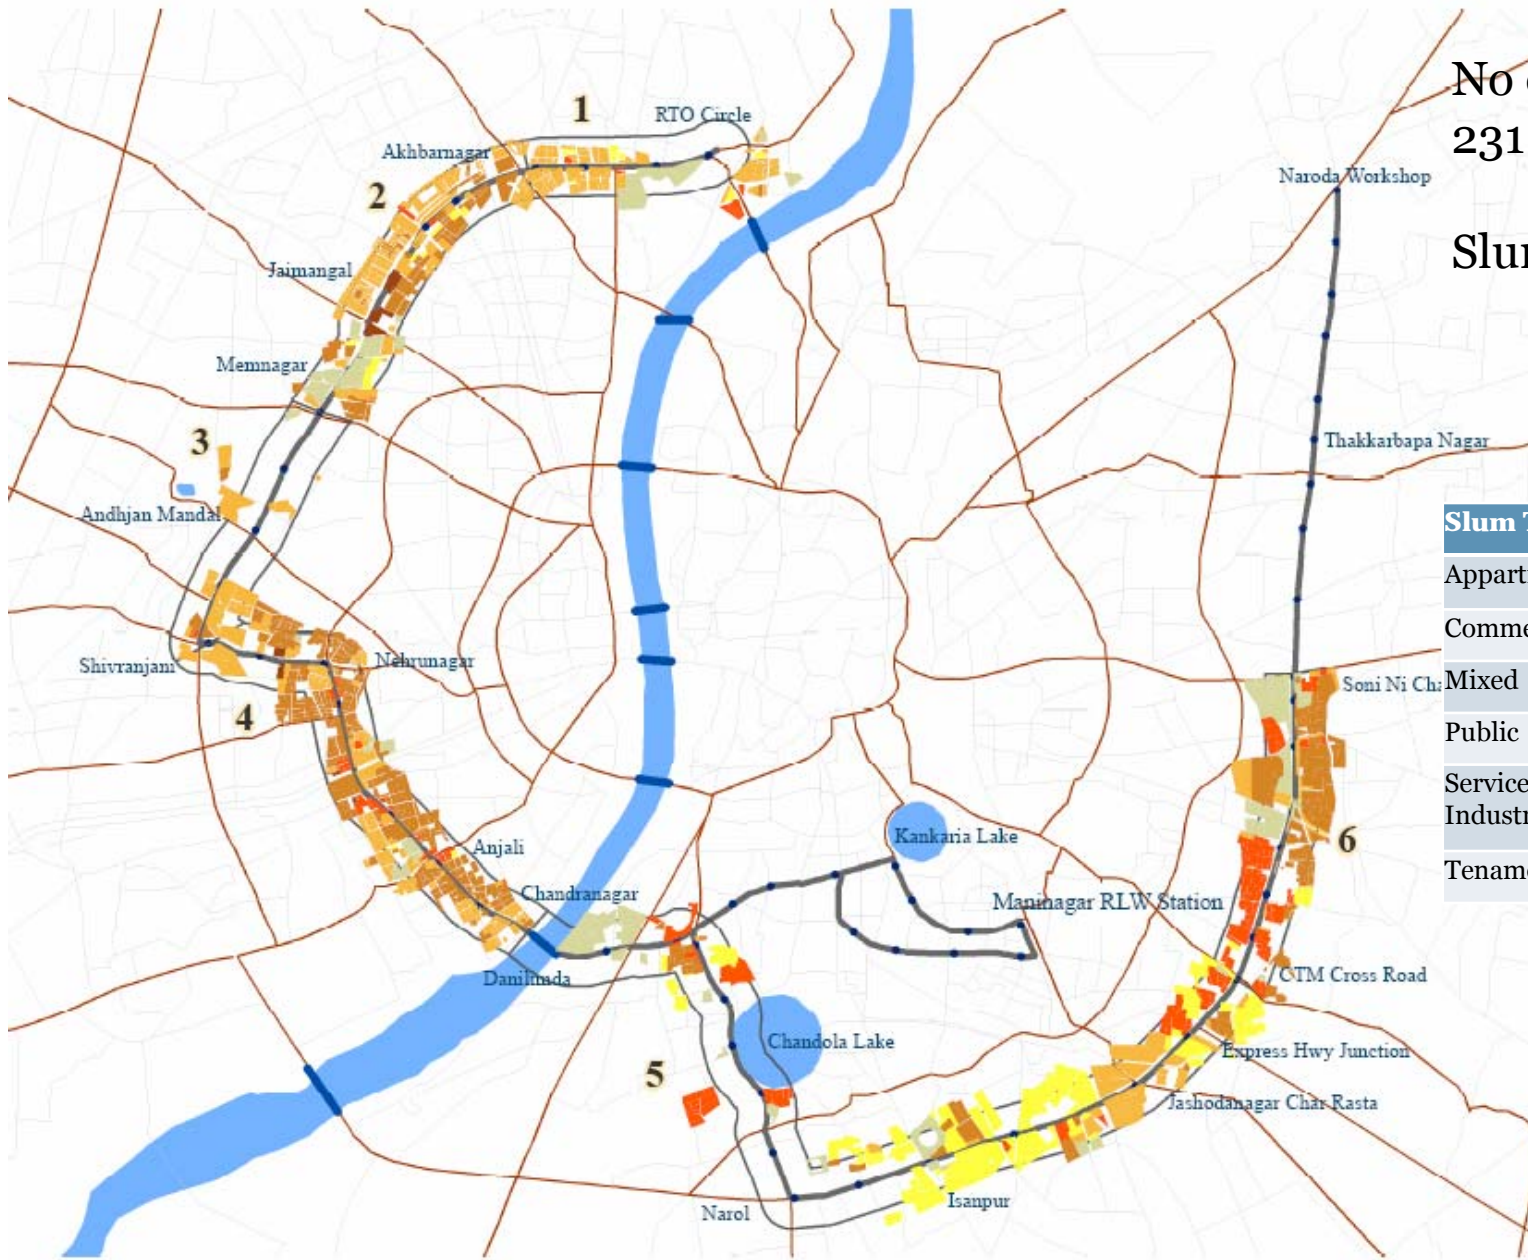 No
231
Slu
1
RTO Circle
Akhbarnagar
2
Naroda Workshop
Jaimangal
Memnagar
3
Thakkarbapa Nagar
Andhjan Mandal
Slum T
Apparti
Comme
Mixed
Public
Service
Industr
Tename
Shivranjani
Nehrunagar
Soni Ni Cha
4
Kankaria Lake
6
Anjali
Chandranagar
Maninagar RLW Station
Danilimda
CTM Cross Road
Chandola Lake
Express Hwy Junction
5
Jashodanagar Char Rasta
Isanpur
Narol